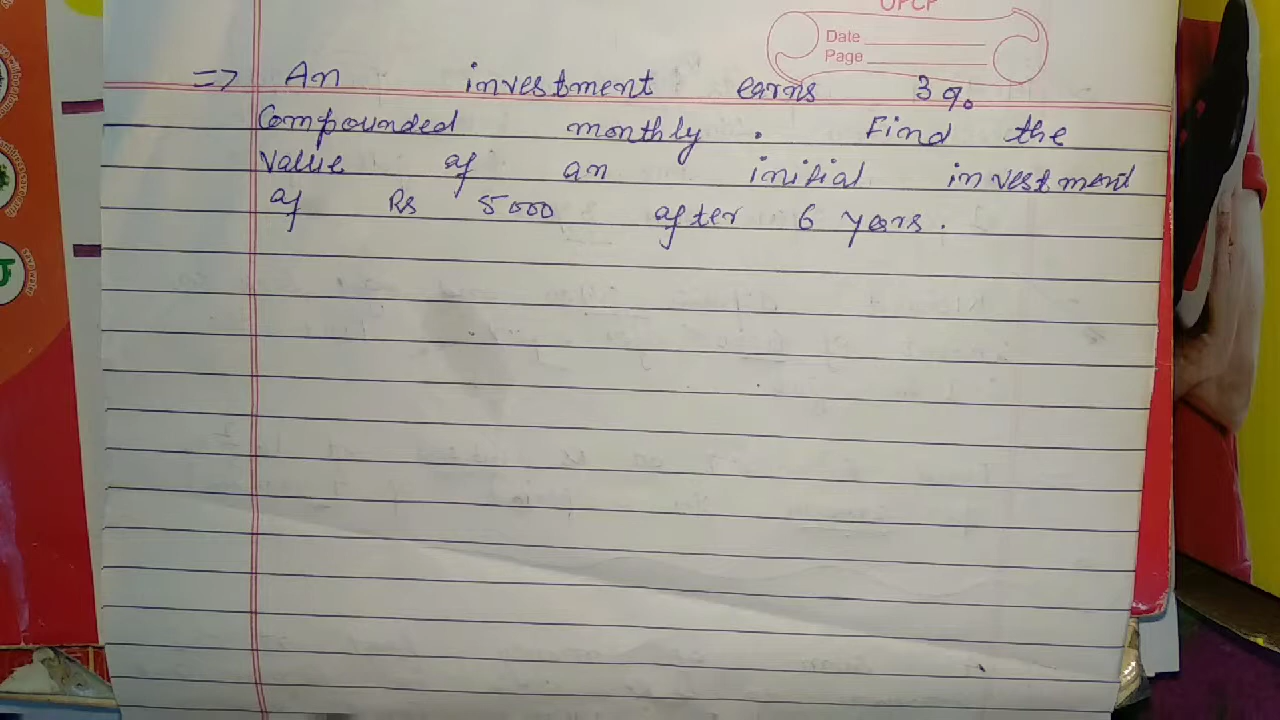 UPCP
Date
Page
=> An investment earns 3%
Compounded monthly. Find the
value of an initial investment
of Rs 5000 after 6 years.